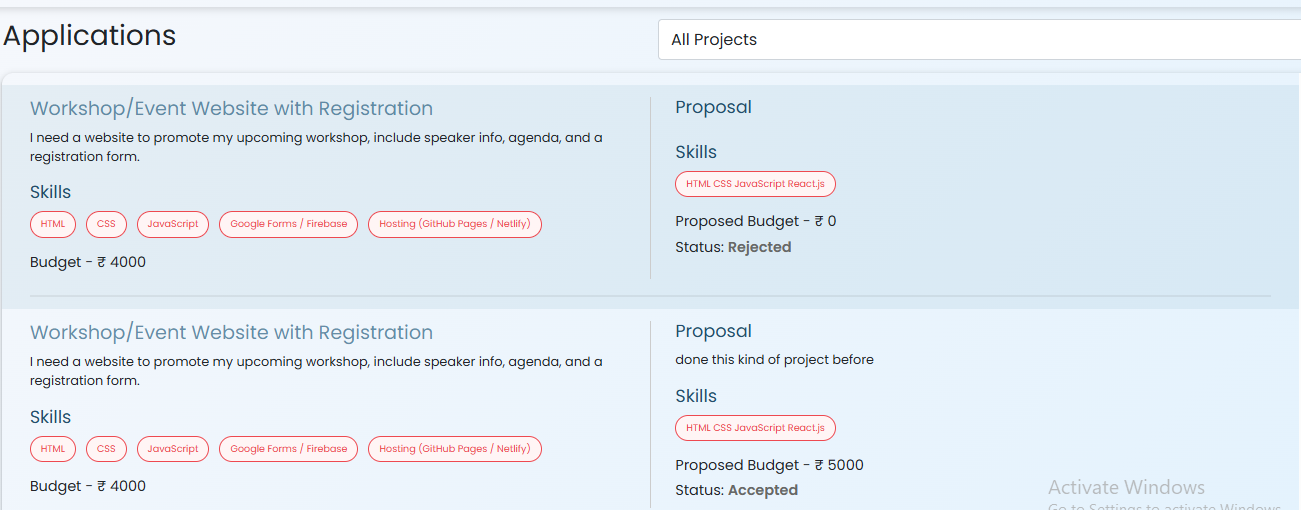 Applications
All Projects
Workshop/Event Website with Registration
I need a website to promote my upcoming workshop, include speaker info, agenda, and a
registration form.
Skills
HTML CSS JavaScript Google Forms / Firebase Hosting (GitHub Pages / Netlify)
Budget - ₹ 4000
Proposal
Skills
HTML CSS JavaScript React.js
Proposed Budget - ₹ 0
Status: Rejected
Workshop/Event Website with Registration
I need a website to promote my upcoming workshop, include speaker info, agenda, and a
registration form.
Skills
HTML CSS JavaScript Google Forms / Firebase Hosting (GitHub Pages / Netlify)
Budget - ₹ 4000
Proposal
done this kind of project before
Skills
HTML CSS JavaScript React.js
Proposed Budget - ₹ 5000
Status: Accepted
Activate Windows
Go to Settings to activate Windows.